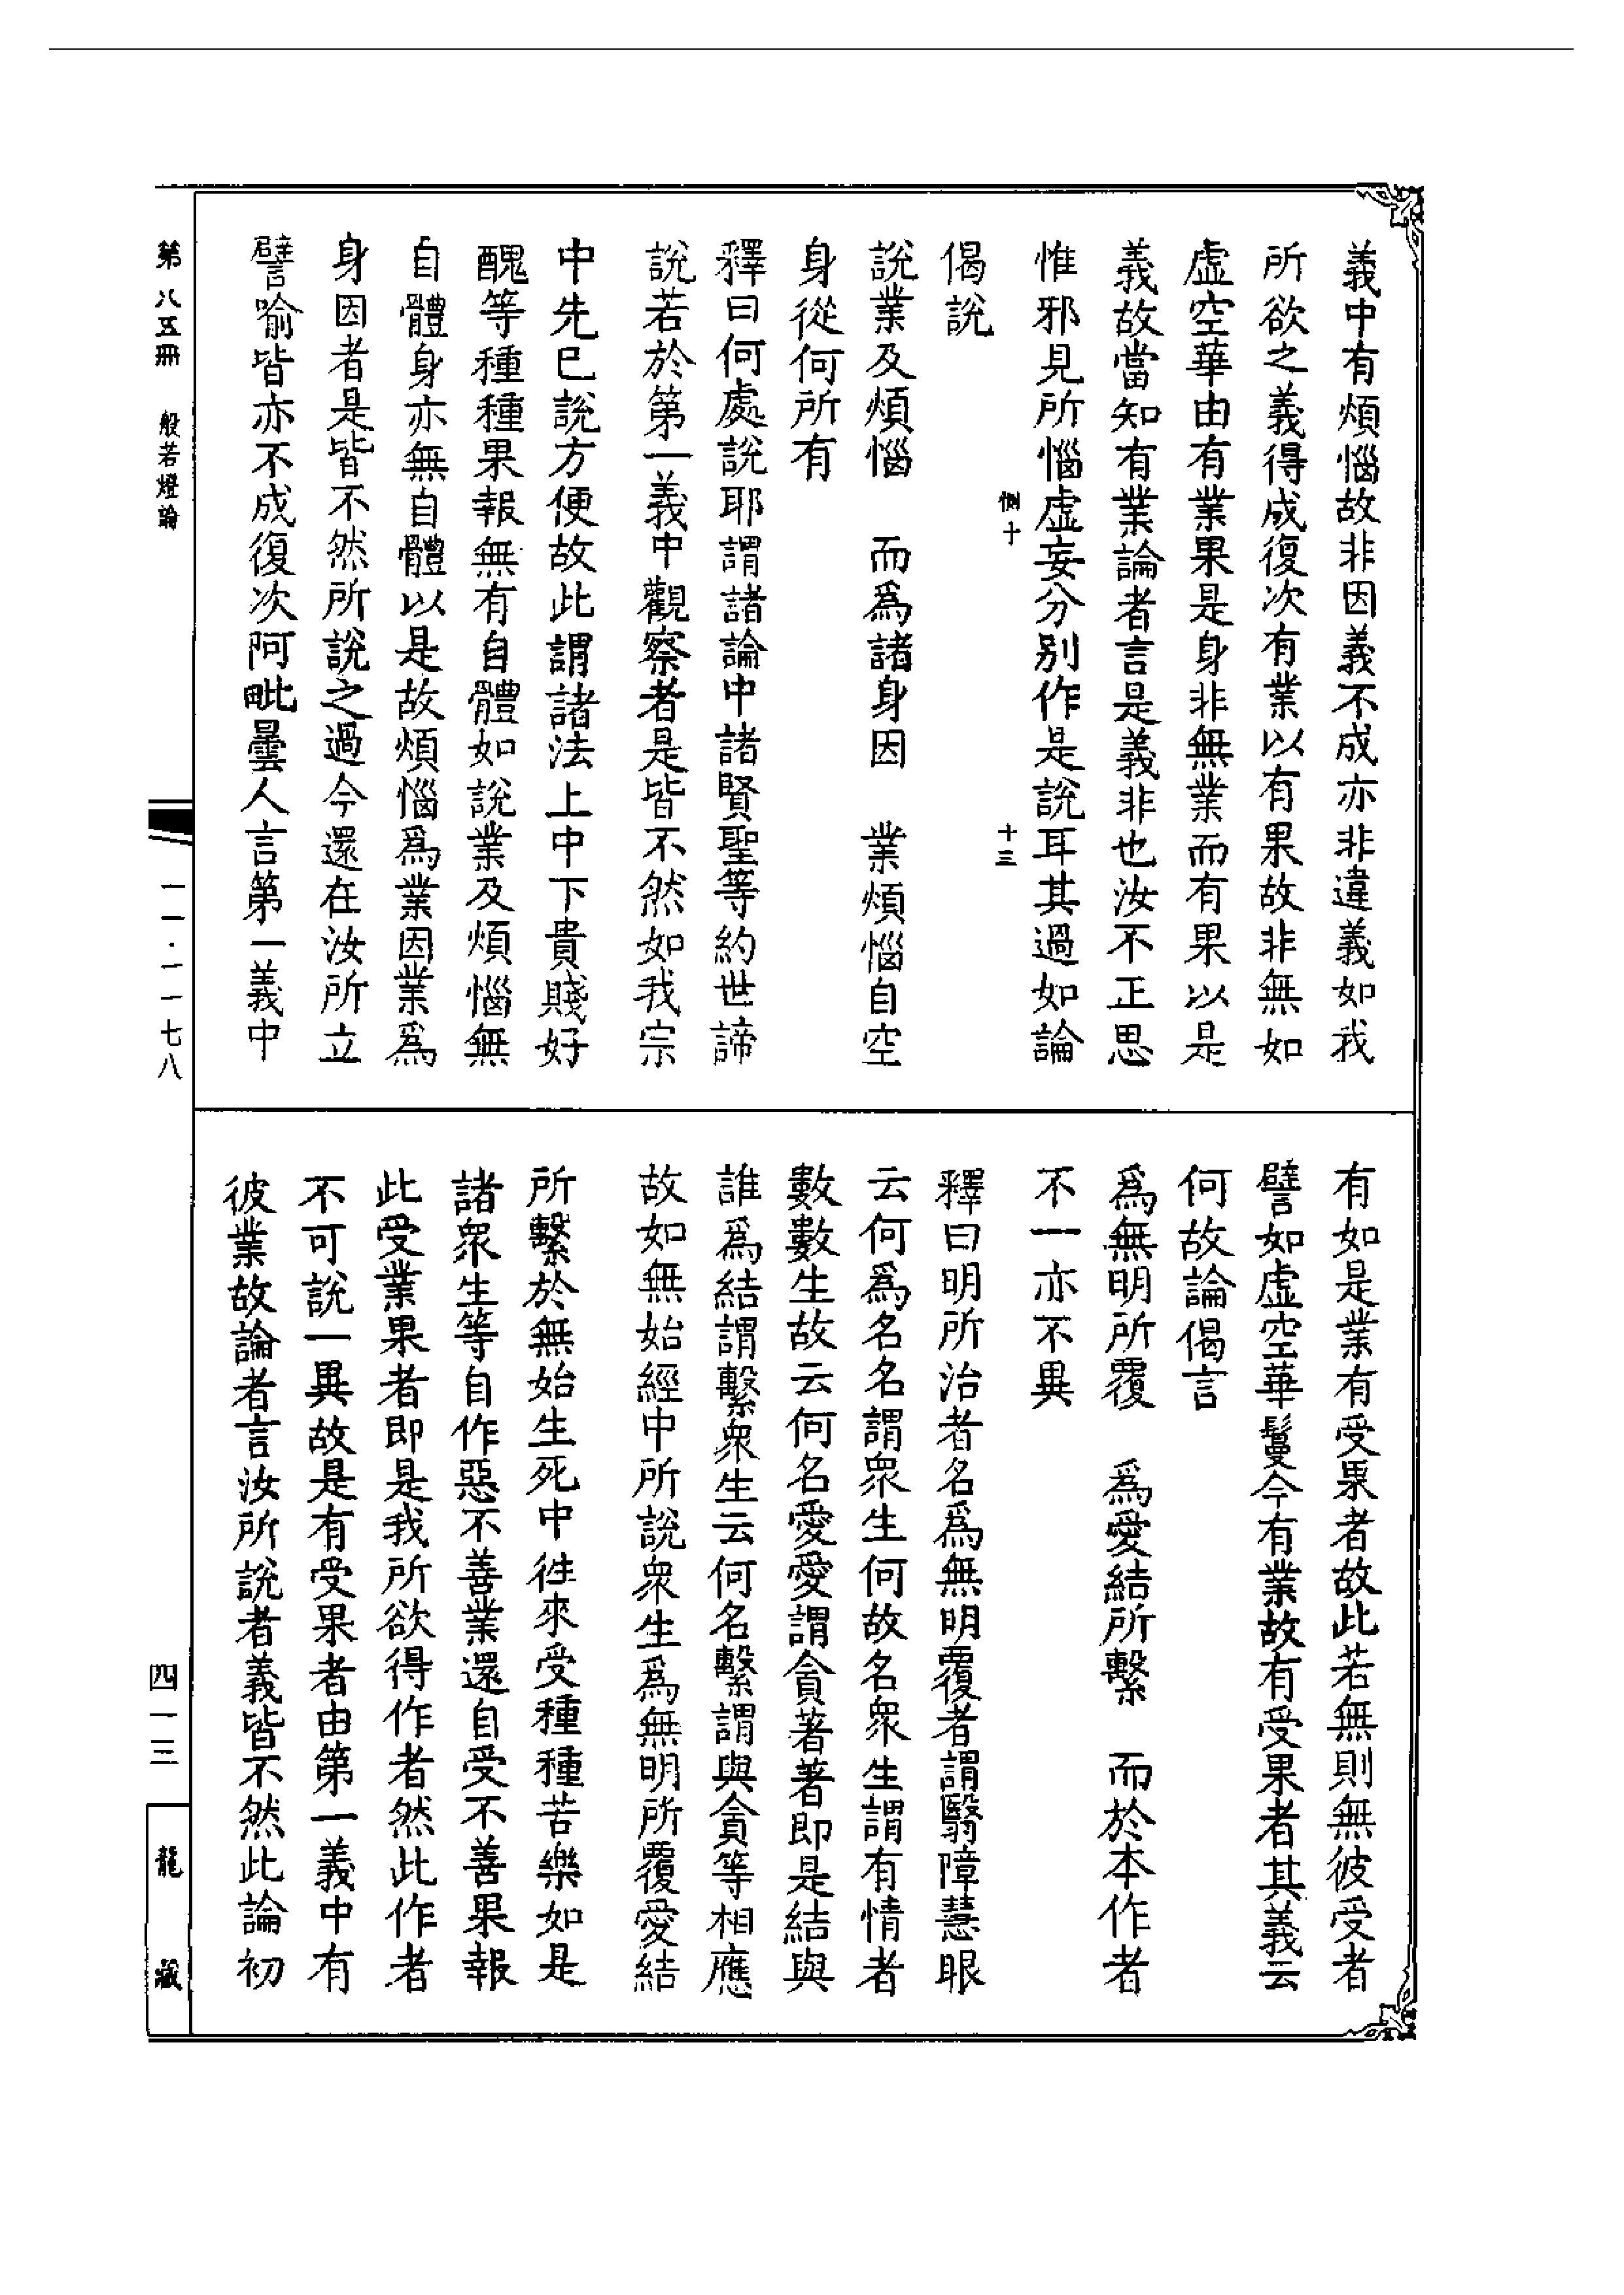 義中有煩惱故非因義不成亦非違義如我
所欲之義得成復次有業以有果故非無如
虛空華由有業果是身非無業而有果以是
義故當知有業論者言是義非也汝不正思
惟邪見所惱虛妄分別作是說耳其過如論
十 十三
偈說
說業及煩惱 而爲諸身因 業煩惱自空
身從何所有
釋曰何處說耶謂諸論中諸賢聖等約世諦
說若於第一義中觀察者是皆不然如我宗
中先已說方便故此謂諸法上中下貴賤好
醜等種種果報無有自體如說業及煩惱無
自體身亦無自體以是故煩惱爲業因業爲
身因者是皆不然所說之過今還在汝所立
譬喻皆亦不成復次阿毗曇人言第一義中
有如是業有受果者故此若無則無彼受者
譬如虛空華鬘今有業故有受果者其義云
何故論偈言
爲無明所覆 爲愛結所繫 而於本作者
不一亦不異
釋曰明所治者名爲無明覆者謂翳障慧眼
云何爲名名謂眾生何故名眾生謂有情者
數數生故云何名愛愛謂貪著著即是結與
誰爲結謂繫眾生云何名繫謂與貪等相應
故如無始經中所說眾生爲無明所覆愛結
所繫於無始生死中往來受種種苦樂如是
諸眾生等自作惡不善業還自受不善果報
此受業果者即是我所欲得作者然此作者
不可說一異故是有受果者由第一義中有
彼業故論者言汝所說者義皆不然此論初
第八五冊 般若燈論
一一·一一七八
四一三
龍藏